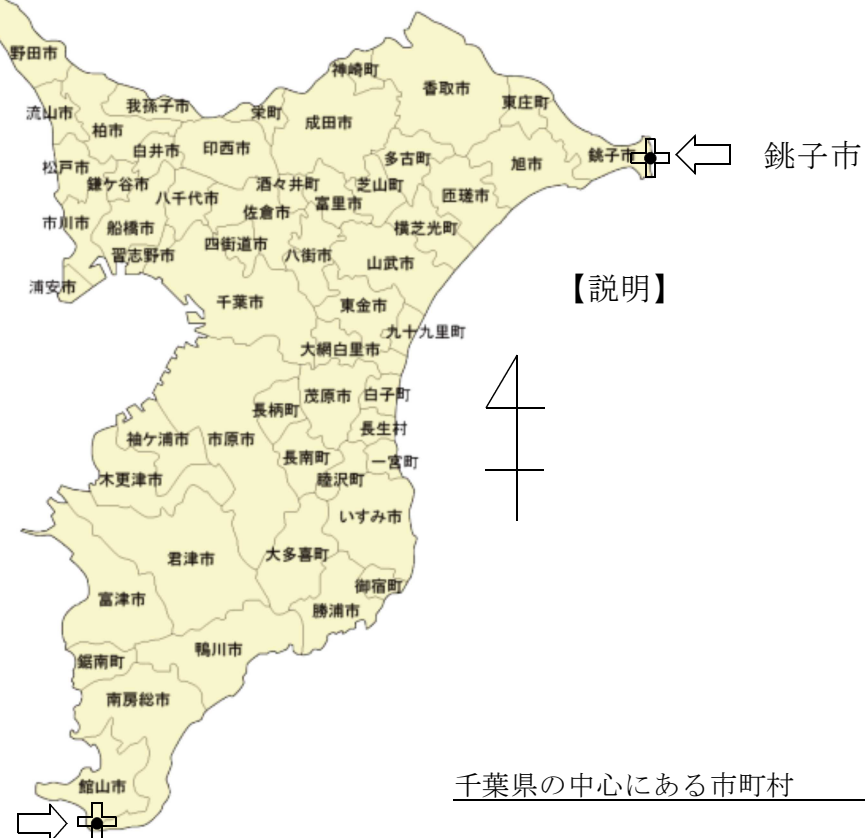 野田市
神崎町
香取市
東庄町
流山市
我孫子市
栄町
成田市
柏市
白井市
印西市
多古町
旭市
銚子市
銚子市
松戸市
鎌ケ谷市
八千代市
酒々井町
芝山町
富里市
匝瑳市
佐倉市
市川市
船橋市
横芝光町
習志野市
四街道市
八街市
山武市
浦安市
千葉市
東金市
【説明】
九十九里町
大網白里市
茂原市
白子町
長柄町
長生村
袖ケ浦市
市原市
長南町
一宮町
木更津市
睦沢町
いすみ市
君津市
大多喜町
御宿町
富津市
勝浦市
鴨川市
鋸南町
南房総市
館山市
千葉県の中心にある市町村